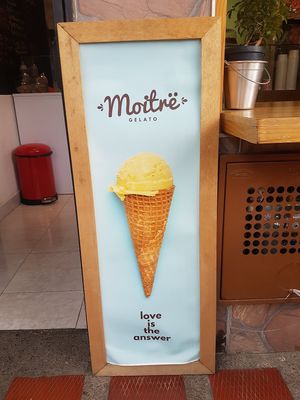 Moitrë
GELATO
love
is
the
answer